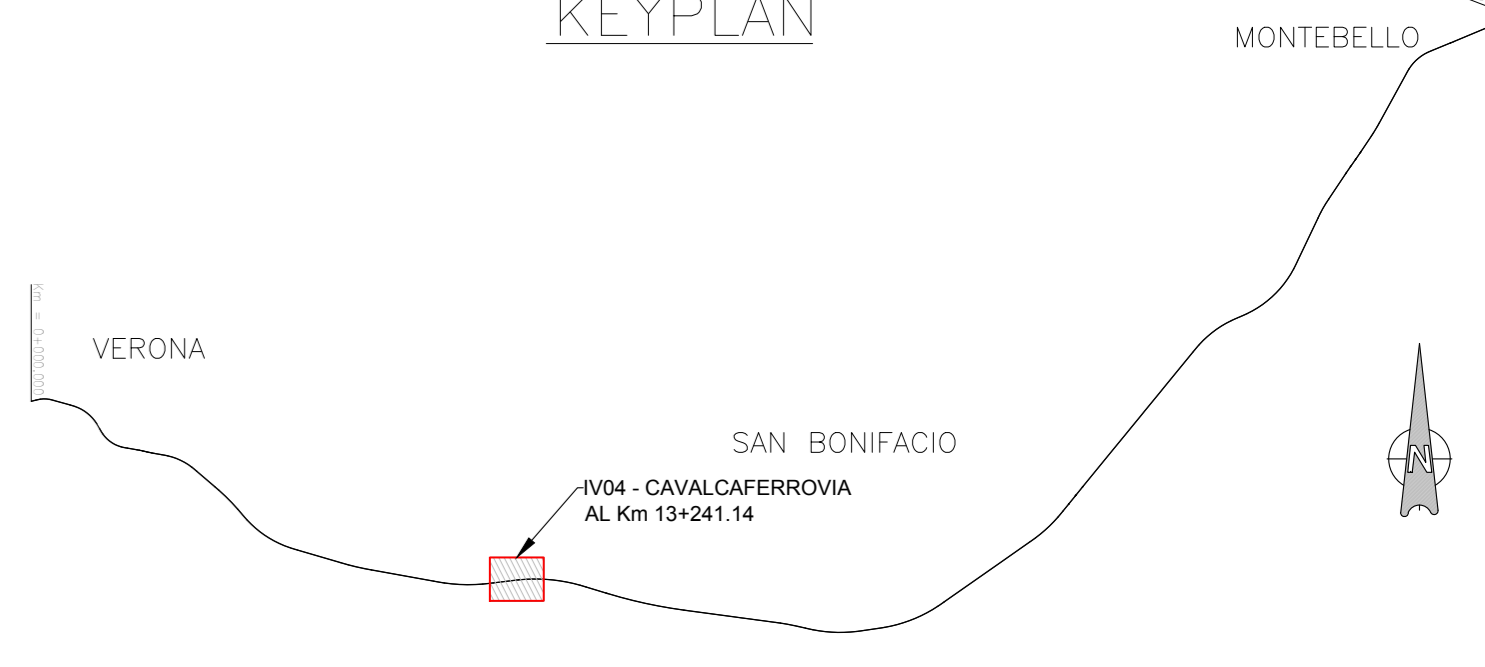 KEYPLAN
MONTEBELLO
Km = 0+000.000
VERONA
SAN BONIFACIO
IV04 - CAVALCAFERROVIA
AL Km 13+241.14
N